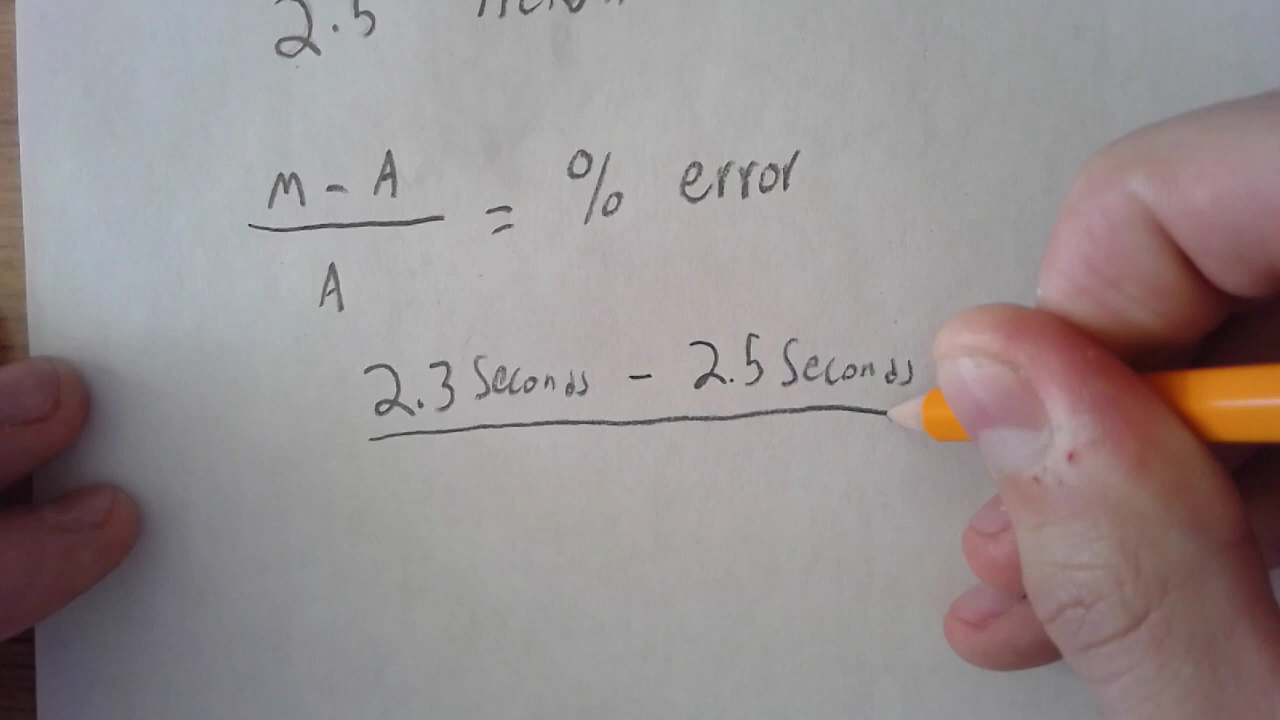 2.5
M - A
= % error
A
2.3 Seconds - 2.5 Seconds